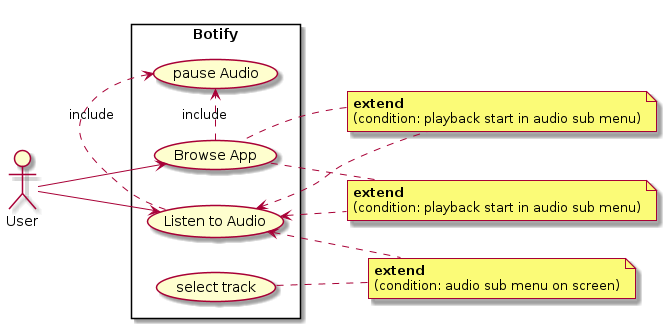 Botify
pause Audio
include
include
Browse App
Listen to Audio
select track
User
extend
(condition: playback start in audio sub menu)
extend
(condition: playback start in audio sub menu)
extend
(condition: audio sub menu on screen)